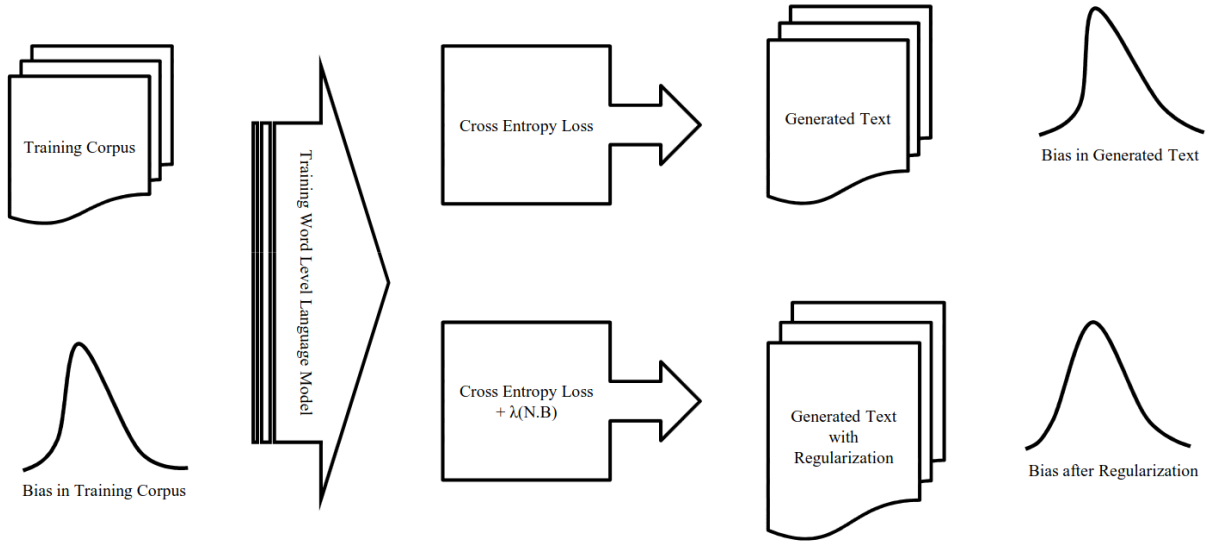 Training Corpus
Bias in Training Corpus
Training Word Level Language Model
Cross Entropy Loss
Generated Text
Bias in Generated Text
Cross Entropy Loss
+ λ(N.B)
Generated Text
with
Regularization
Bias after Regularization